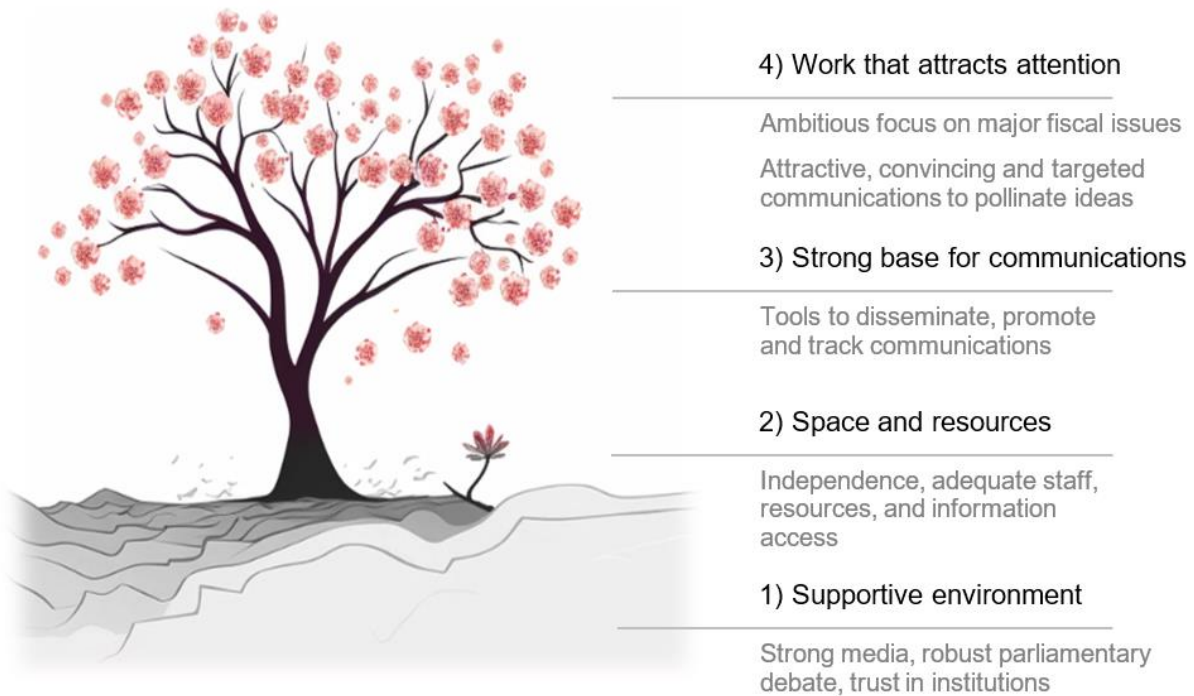 4) Work that attracts attention
Ambitious focus on major fiscal issues
Attractive, convincing and targeted
communications to pollinate ideas
3) Strong base for communications
Tools to disseminate, promote
and track communications
2) Space and resources
Independence, adequate staff,
resources, and information
access
1) Supportive environment
Strong media, robust parliamentary
debate, trust in institutions